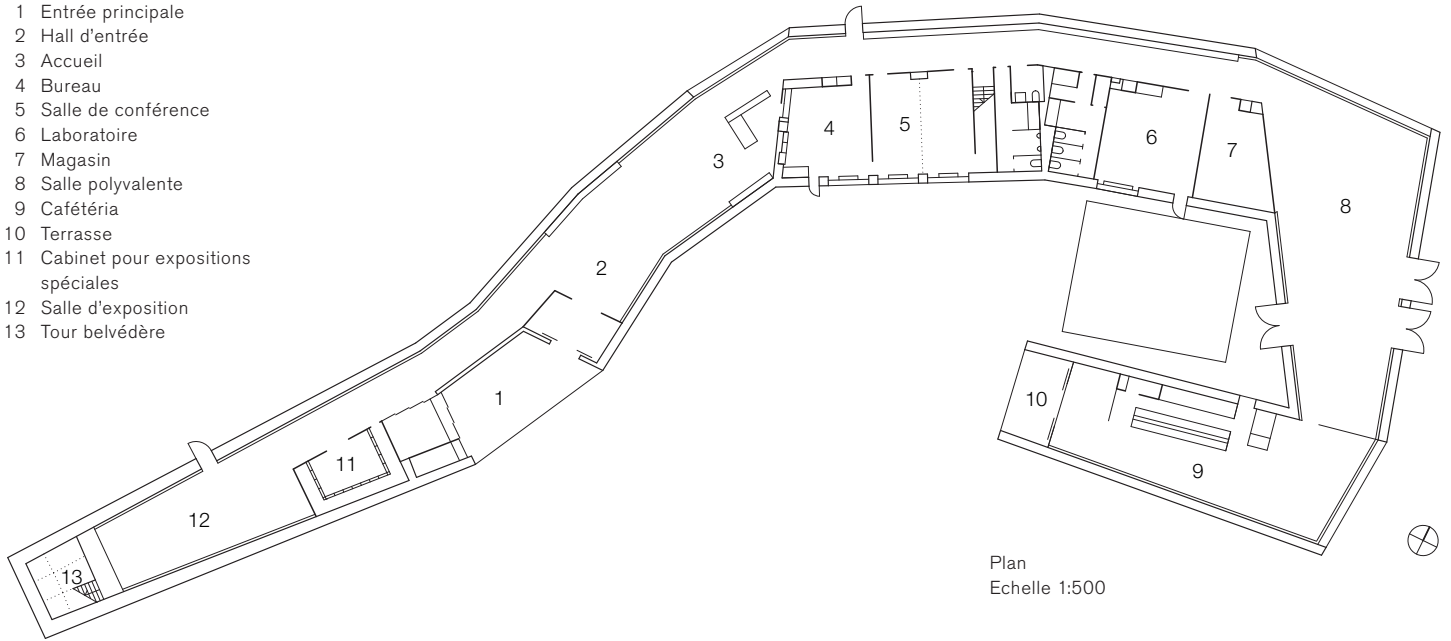 1 Entrée principale
2 Hall d'entrée
3 Accueil
4 Bureau
5 Salle de conférence
6 Laboratoire
7 Magasin
8 Salle polyvalente
9 Cafétéria
10 Terrasse
11 Cabinet pour expositions
spéciales
12 Salle d'exposition
13 Tour belvédère
4
5
6
7
3
8
2
1
10
11
9
12
13
Plan
Echelle 1:500